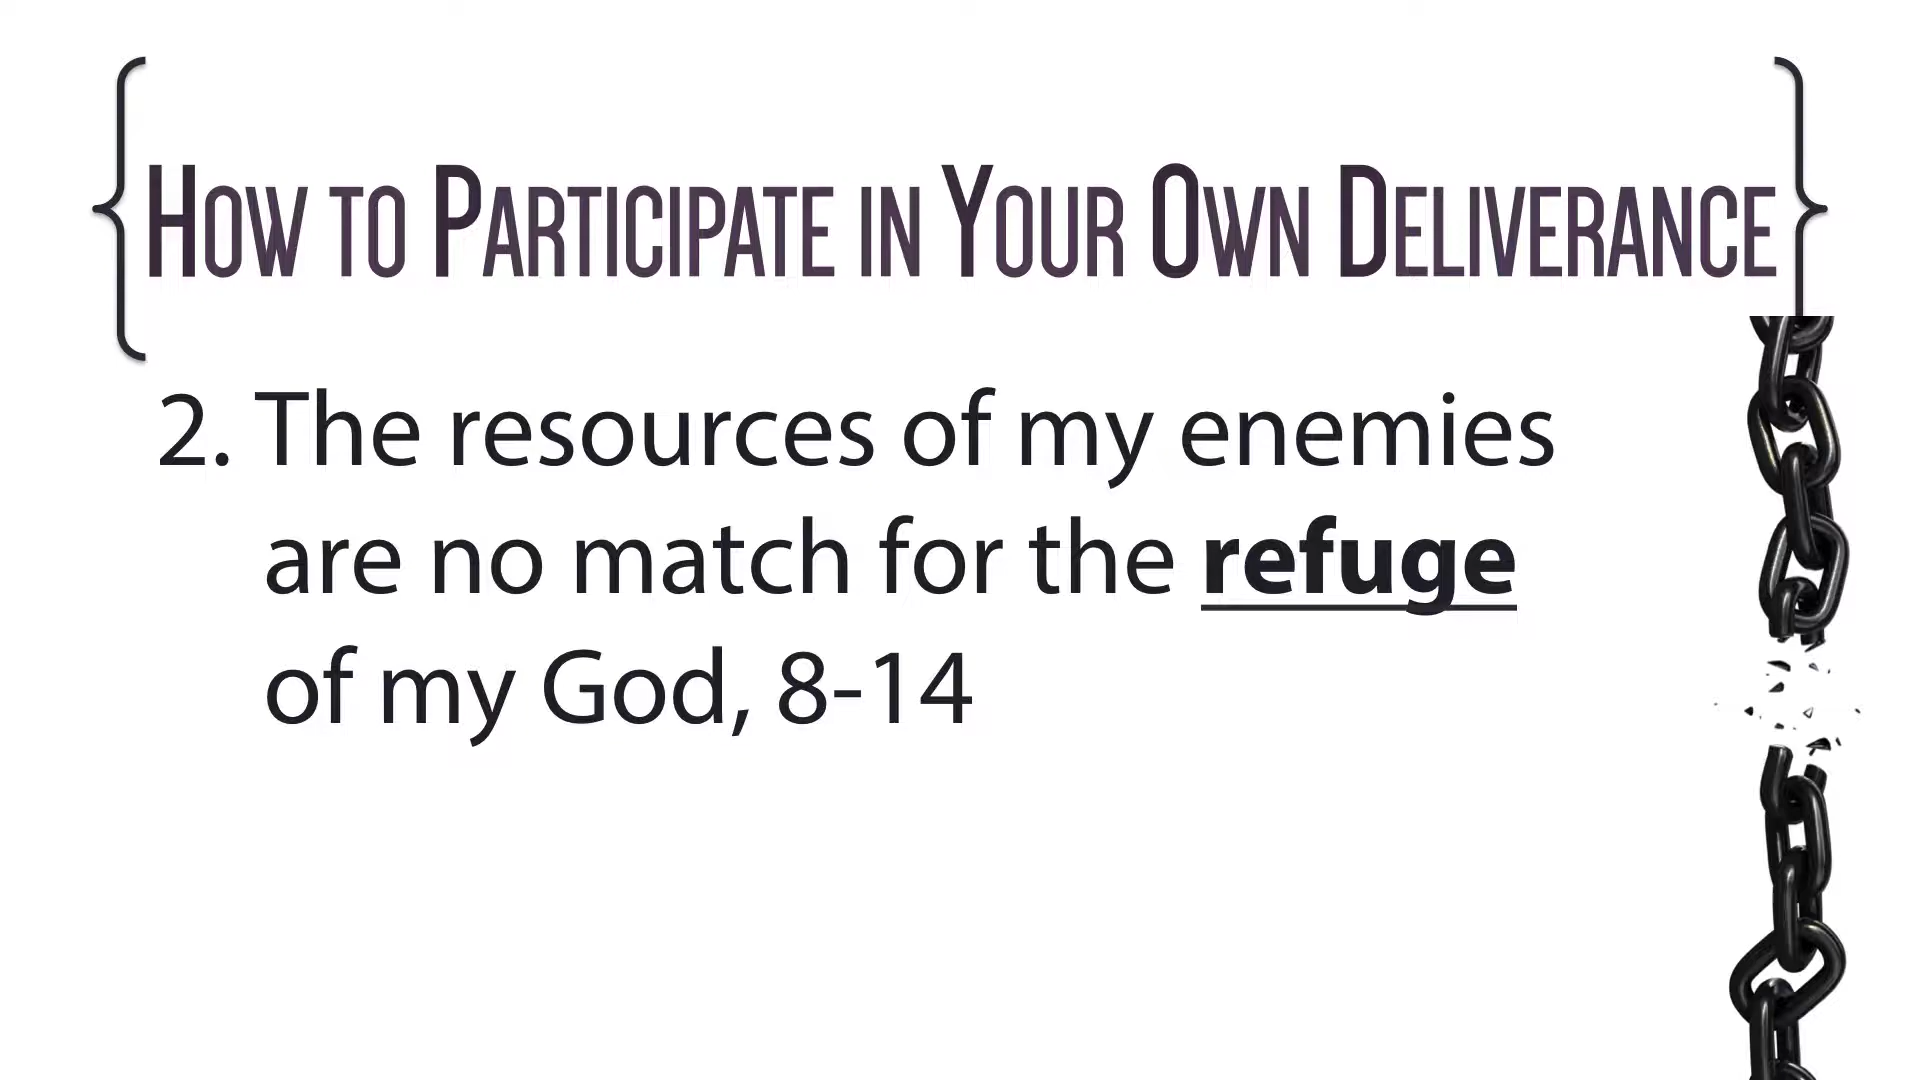 How to Participate in Your Own Deliverance
2. The resources of my enemies
are no match for the refuge
of my God, 8-14